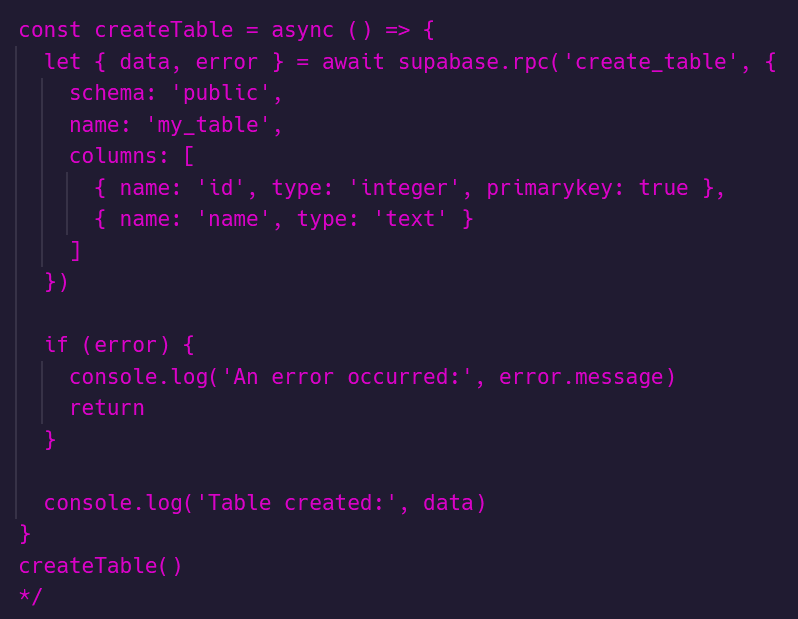 const createTable = async () => {
  let { data, error } = await supabase.rpc('create_table', {
    schema: 'public',
    name: 'my_table',
    columns: [
      { name: 'id', type: 'integer', primarykey: true },
      { name: 'name', type: 'text' }
    ]
  })

  if (error) {
    console.log('An error occurred:', error.message)
    return
  }

  console.log('Table created:', data)
}
createTable()
*/